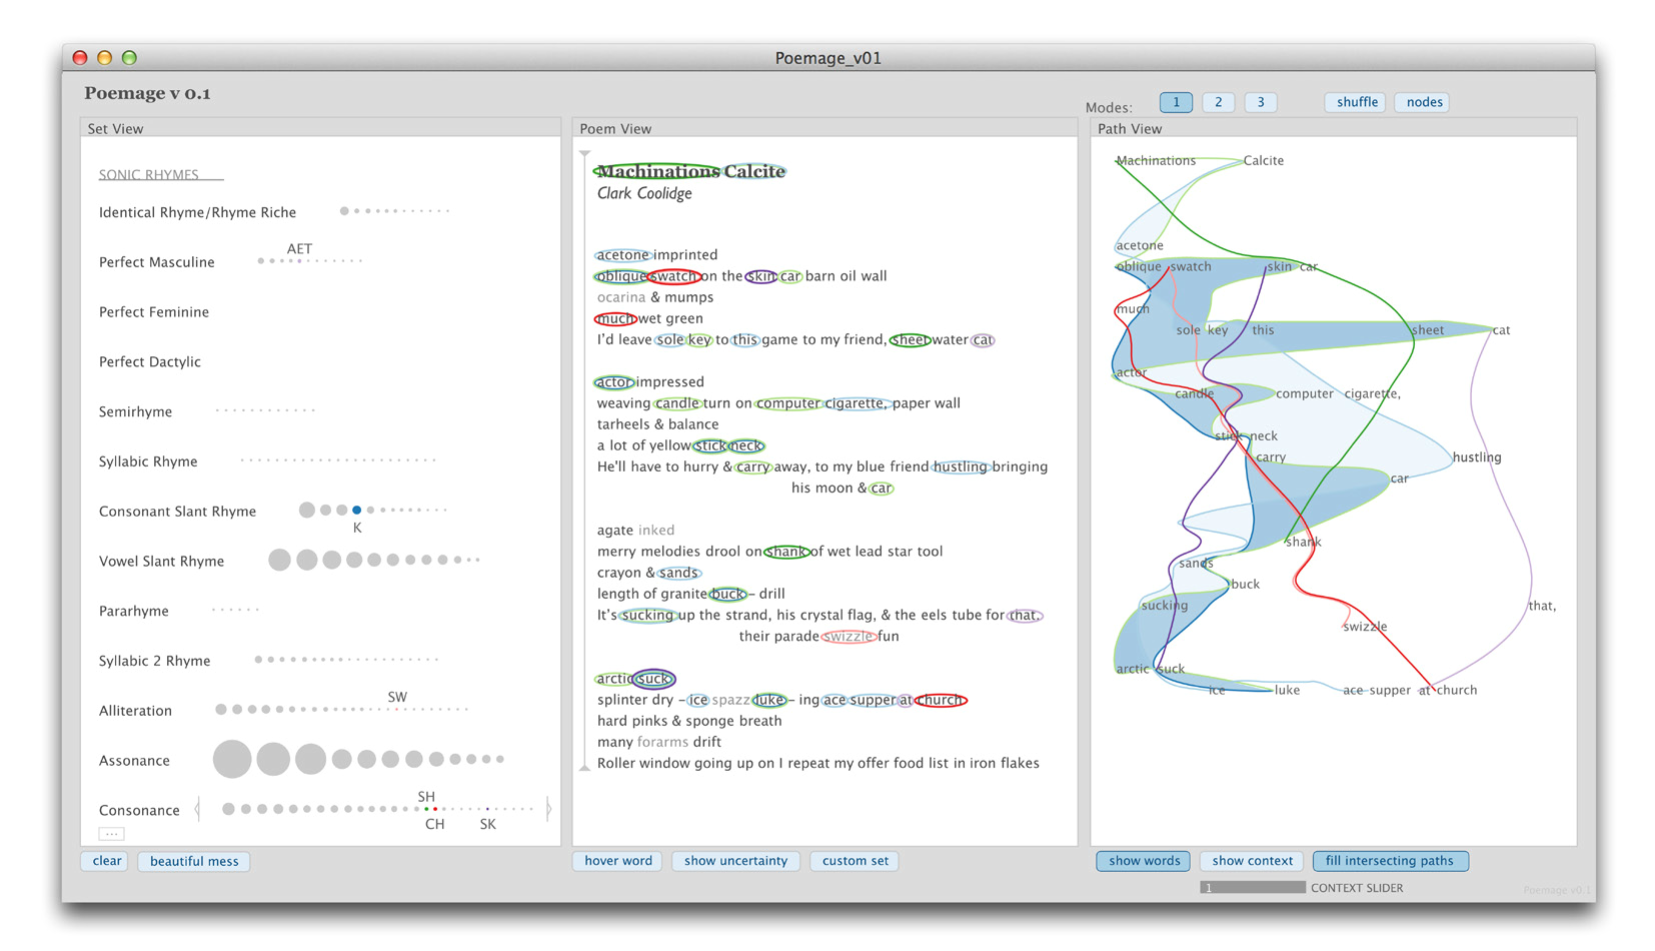 Poemage_v01
Poemage v 0.1
Modes: 1 2 3 shuffle nodes
Set View
SONIC RHYMES
Identical Rhyme/Rhyme Riche
AET
Perfect Masculine
Perfect Feminine
Perfect Dactylic
Semirhyme
Syllabic Rhyme
Consonant Slant Rhyme
K
Vowel Slant Rhyme
Pararhyme
Syllabic 2 Rhyme
SW
Alliteration
Assonance
SH
Consonance
CH SK
...
clear beautiful mess
Poem View
Machinations Calcite
Clark Coolidge
acetone imprinted
oblique swatch on the skin car barn oil wall
ocarina & mumps
much wet green
I'd leave sole key to this game to my friend, sheet water cat
actor impressed
weaving candle turn on computer cigarette, paper wall
tarheels & balance
a lot of yellow stick neck
He'll have to hurry & carry away, to my blue friend hustling bringing
his moon & car
agate inked
merry melodies drool on shank of wet lead star tool
crayon & sands
length of granite buck – drill
It's sucking up the strand, his crystal flag, & the eels tube for that,
their parade swizzle fun
arctic suck
splinter dry – ice spazz luke – ing ace supper at church
hard pinks & sponge breath
many forarms drift
Roller window going up on I repeat my offer food list in iron flakes
hover word show uncertainty custom set
Path View
Machinations Calcite
acetone
oblique swatch skin car
much
sole key this sheet cat
actor
candle computer cigarette,
stick neck
carry hustling
car
shank
sands
buck
sucking that,
swizzle
arctic suck
ice luke ace supper at church
show words show context fill intersecting paths
1 CONTEXT SLIDER
Poemage v0.1